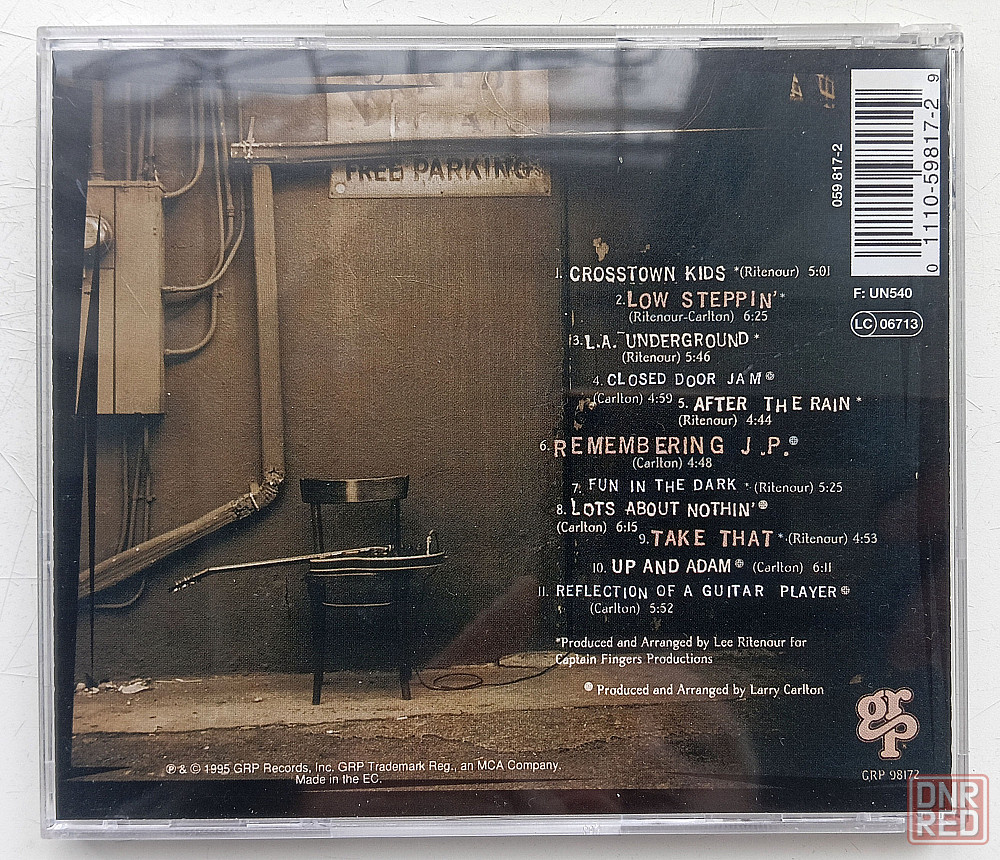 FREE PARKING
059 817-2
0 1110-59817-2 9
F: UN540
LC 06713
1. CROSSTOWN KIDS *(Ritenour) 5:01
2. LOW STEPPIN'*
(Ritenour-Carlton) 6:25
3. L.A. UNDERGROUND *
(Ritenour) 5:46
4. CLOSED DOOR JAM⊕
(Carlton) 4:59
5. AFTER THE RAIN *
(Ritenour) 4:44
6. REMEMBERING J.P.⊕
(Carlton) 4:48
7. FUN IN THE DARK * (Ritenour) 5:25
8. LOTS ABOUT NOTHIN'⊕
(Carlton) 6:15
9. TAKE THAT * (Ritenour) 4:53
10. UP AND ADAM⊕ (Carlton) 6:11
11. REFLECTION OF A GUITAR PLAYER⊕
(Carlton) 5:52
*Produced and Arranged by Lee Ritenour for
Captain Fingers Productions
⊕ Produced and Arranged by Larry Carlton
grp
GRP 98172
℗ & © 1995 GRP Records, Inc. GRP Trademark Reg., an MCA Company.
Made in the EC.
DNR
RED